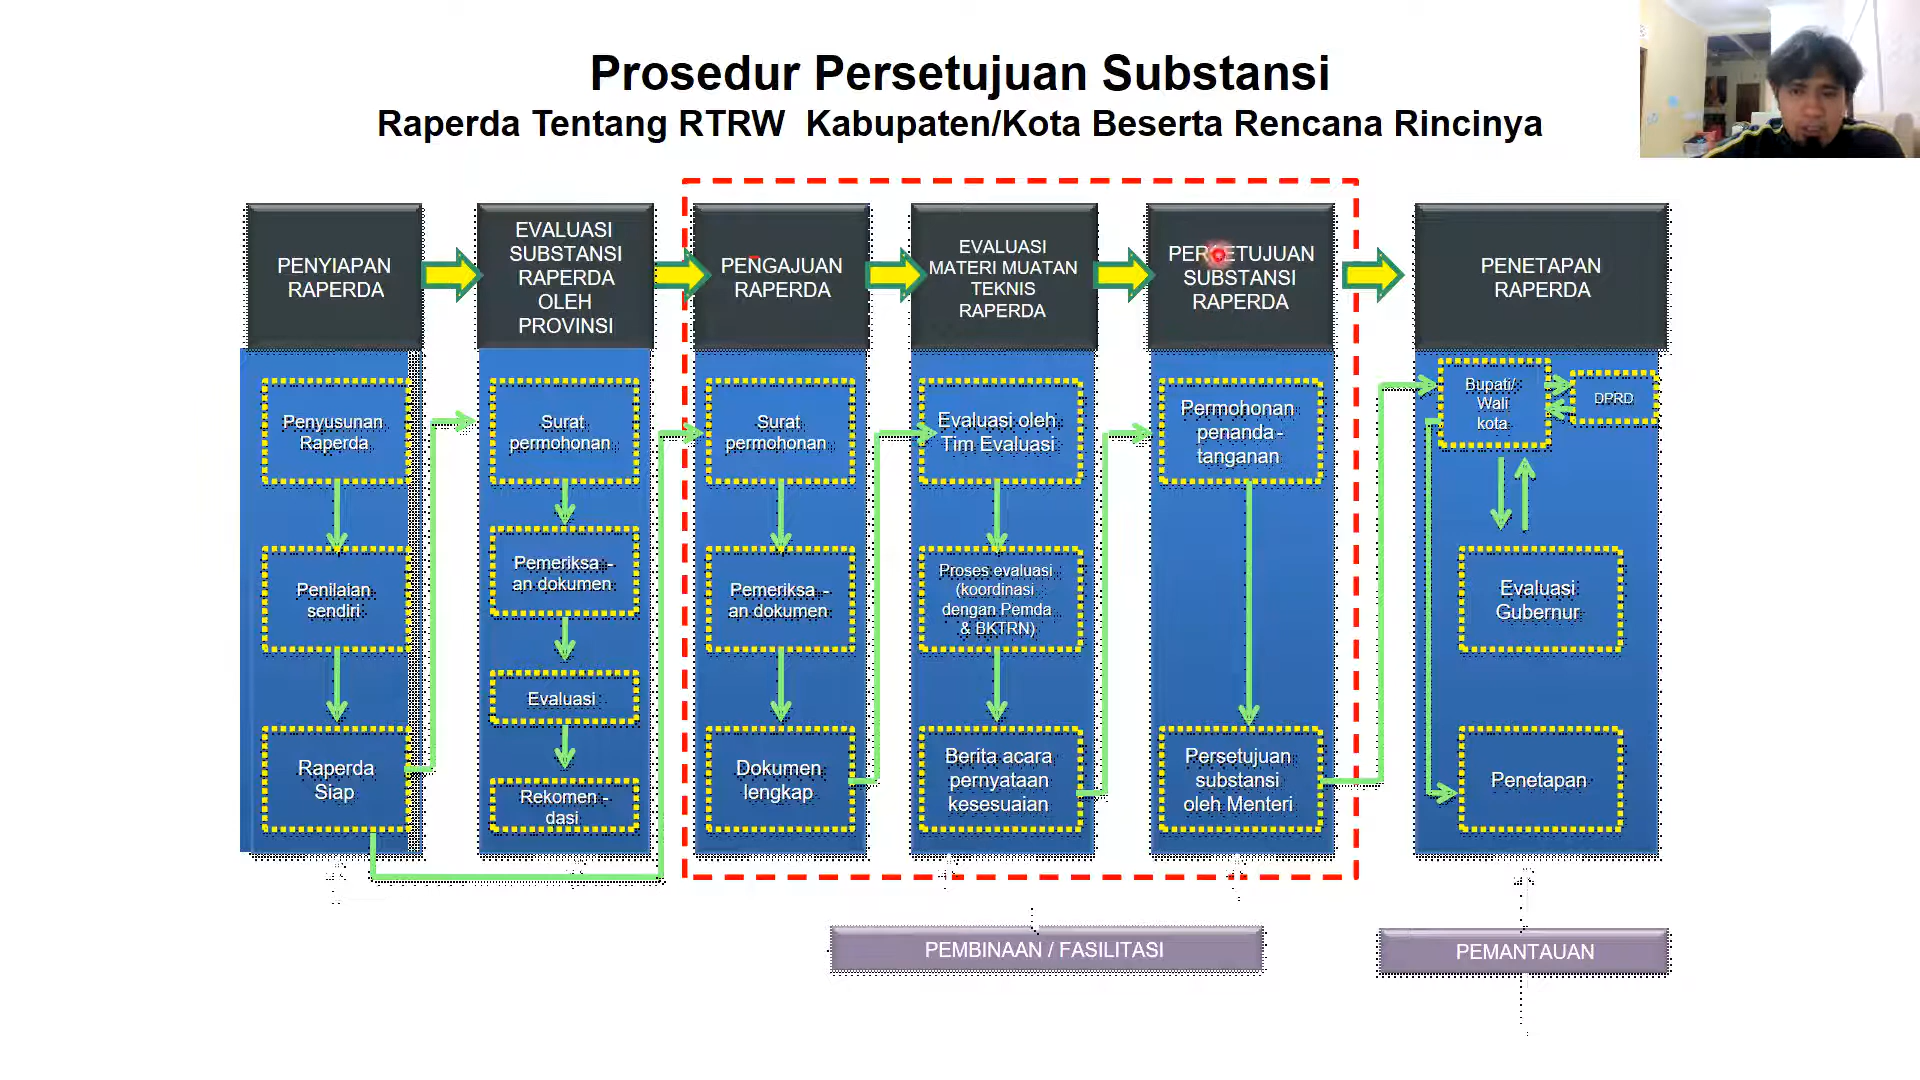 Prosedur Persetujuan Substansi
Raperda Tentang RTRW Kabupaten/Kota Beserta Rencana Rincinya
PENYIAPAN
RAPERDA
Penyusunan
Raperda
Penilaian
sendiri
Raperda
Siap
EVALUASI
SUBSTANSI
RAPERDA
OLEH
PROVINSI
Surat
permohonan
Pemeriksa -
an dokumen
Evaluasi
Rekomen -
dasi
PENGAJUAN
RAPERDA
Surat
permohonan
Pemeriksa -
an dokumen
Dokumen
lengkap
EVALUASI
MATERI MUATAN
TEKNIS
RAPERDA
Evaluasi oleh
Tim Evaluasi
Proses evaluasi
(koordinasi
dengan Pemda
& BKTRN)
Berita acara
pernyataan
kesesuaian
PERSETUJUAN
SUBSTANSI
RAPERDA
Permohonan
penanda-
tanganan
Persetujuan
substansi
oleh Menteri
PENETAPAN
RAPERDA
Bupati/
Wali
kota
DPRD
Evaluasi
Gubernur
Penetapan
PEMBINAAN / FASILITASI
PEMANTAUAN